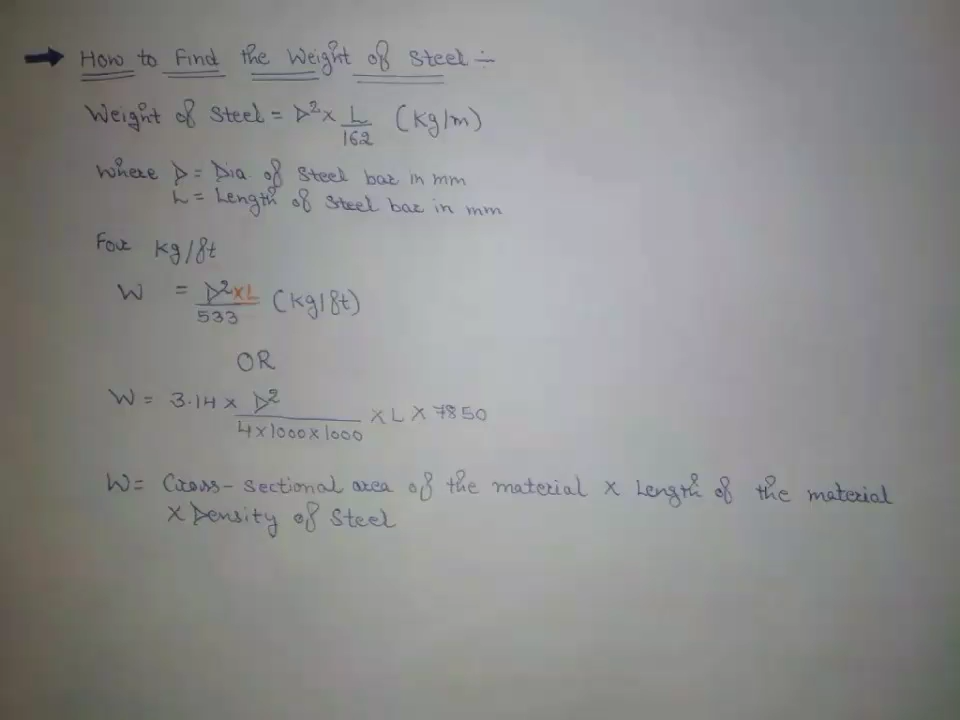 → How to Find the Weight of Steel ÷
Weight of Steel = D² x L/162 (Kg/m)
Where D = Dia of Steel bar in mm
L = Length of Steel bar in mm
For Kg/ft
W = D² x L/533 (Kg/ft)
OR
W = 3.14 x D²/4x1000x1000 x L x 7850
W = Cross-Sectional area of the material x Length of the material
x Density of Steel